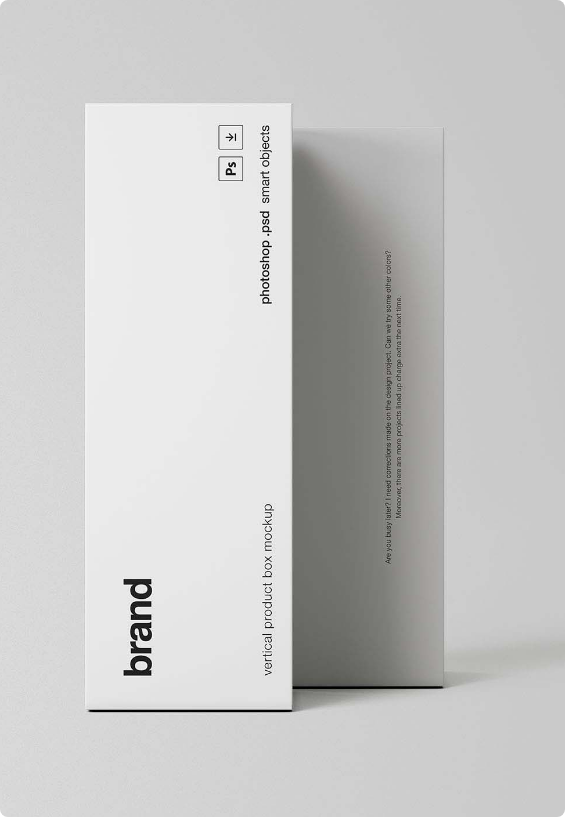 brand
vertical product box mockup
photoshop .psd smart objects
Ps
Are you busy later? I need corrections made on the design project. Can we try some other colors?
Moreover, there are more projects lined up charge extra the next time.